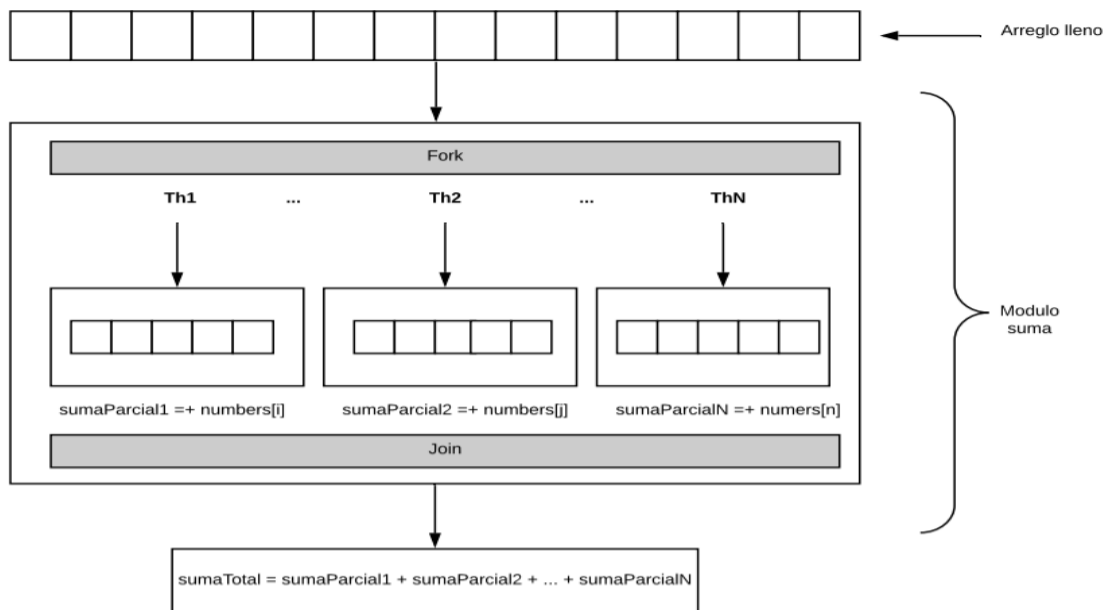 Arreglo lleno
Fork
Th1 ... Th2 ... ThN
Modulo
suma
sumaParcial1 =+ numbers[i]
sumaParcial2 =+ numbers[j]
sumaParcialN =+ numers[n]
Join
sumaTotal = sumaParcial1 + sumaParcial2 + ... + sumaParcialN